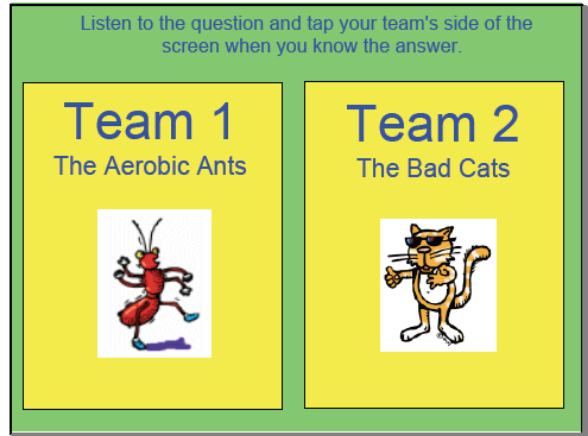 Listen to the question and tap your team's side of the
screen when you know the answer.
Team 1
The Aerobic Ants
Team 2
The Bad Cats